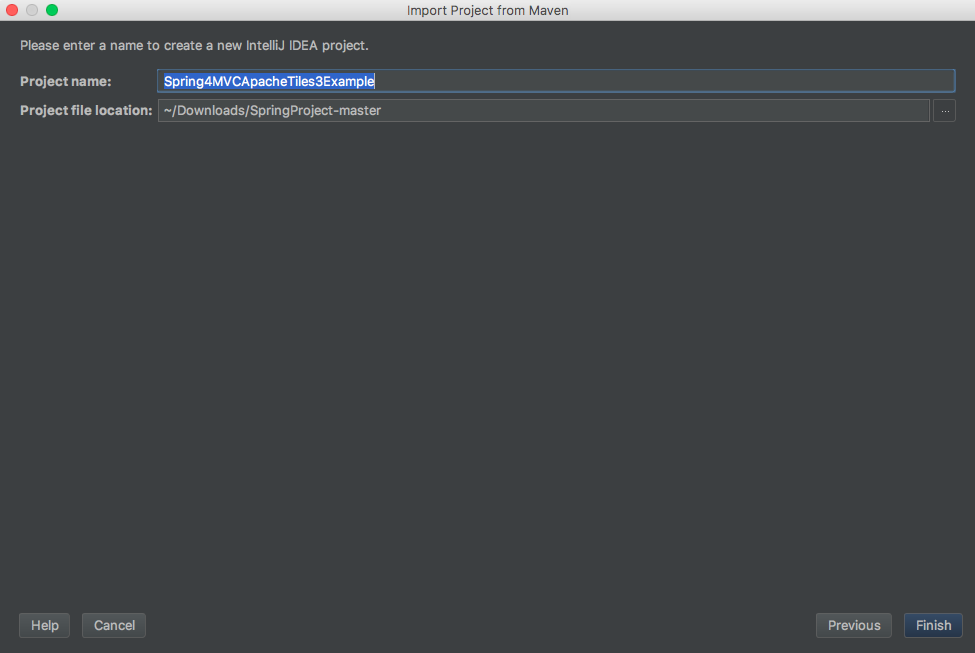 Import Project from Maven
Please enter a name to create a new IntelliJ IDEA project.
Project name: Spring4MVCApacheTiles3Example
Project file location: ~/Downloads/SpringProject-master ...
Help Cancel Previous Finish